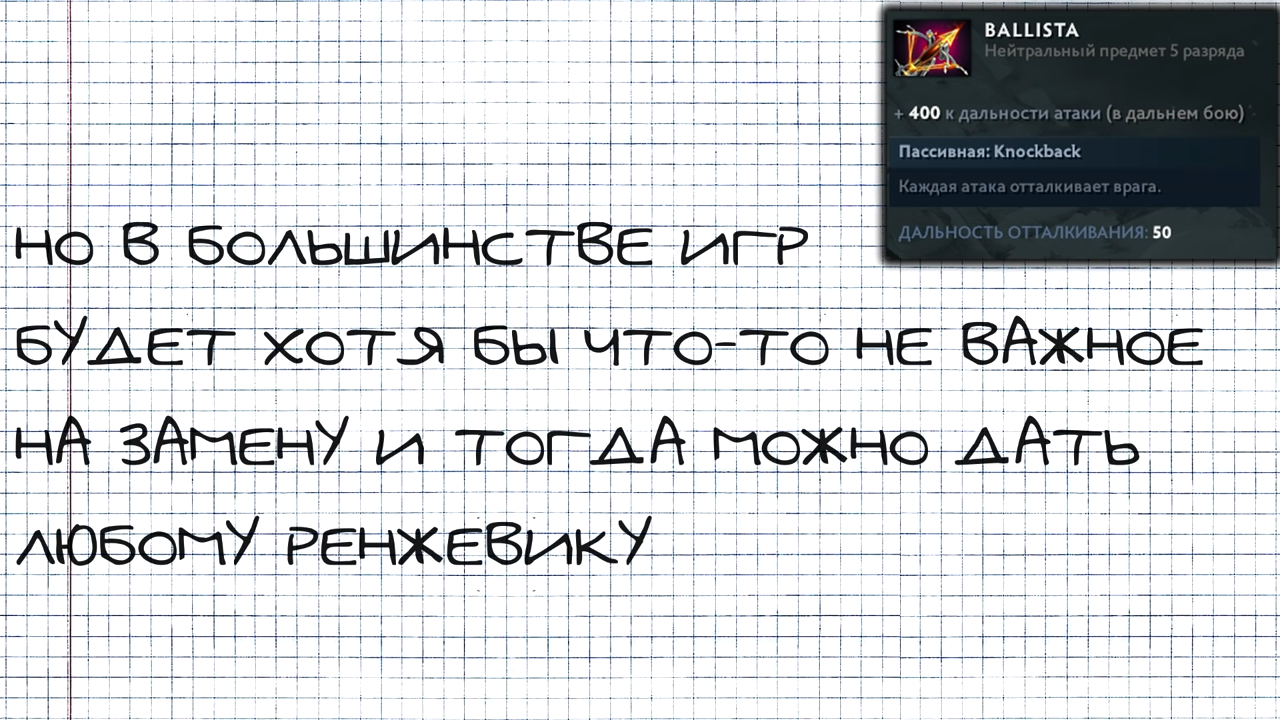 BALLISTA
Нейтральный предмет 5 разряда
+ 400 к дальности атаки (в дальнем бою)
Пассивная: Knockback
Каждая атака отталкивает врага.
ДАЛЬНОСТЬ ОТТАЛКИВАНИЯ: 50
НО В БОЛЬШИНСТВЕ ИГР
БУДЕТ ХОТЯ БЫ ЧТО-ТО НЕ ВАЖНОЕ
НА ЗАМЕНУ И ТОГДА МОЖНО ДАТЬ
ЛЮБОМУ РЕНЖЕВИКУ